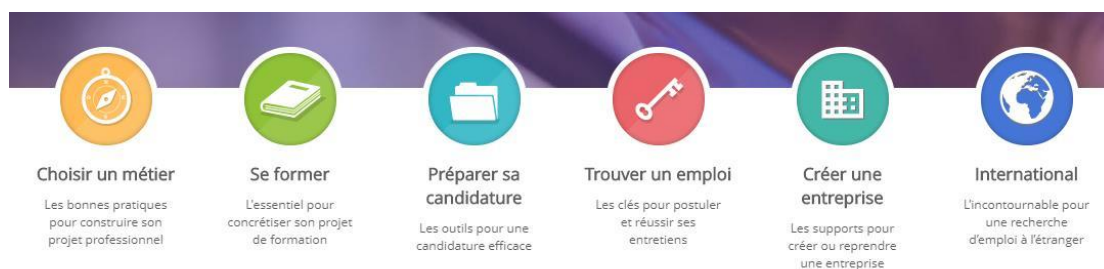 Choisir un métier
Les bonnes pratiques
pour construire son
projet professionnel
Se former
L'essentiel pour
concrétiser son projet
de formation
Préparer sa
candidature
Les outils pour une
candidature efficace
Trouver un emploi
Les clés pour postuler
et réussir ses
entretiens
Créer une
entreprise
Les supports pour
créer ou reprendre
une entreprise
International
L'incontournable pour
une recherche
d'emploi à l'étranger